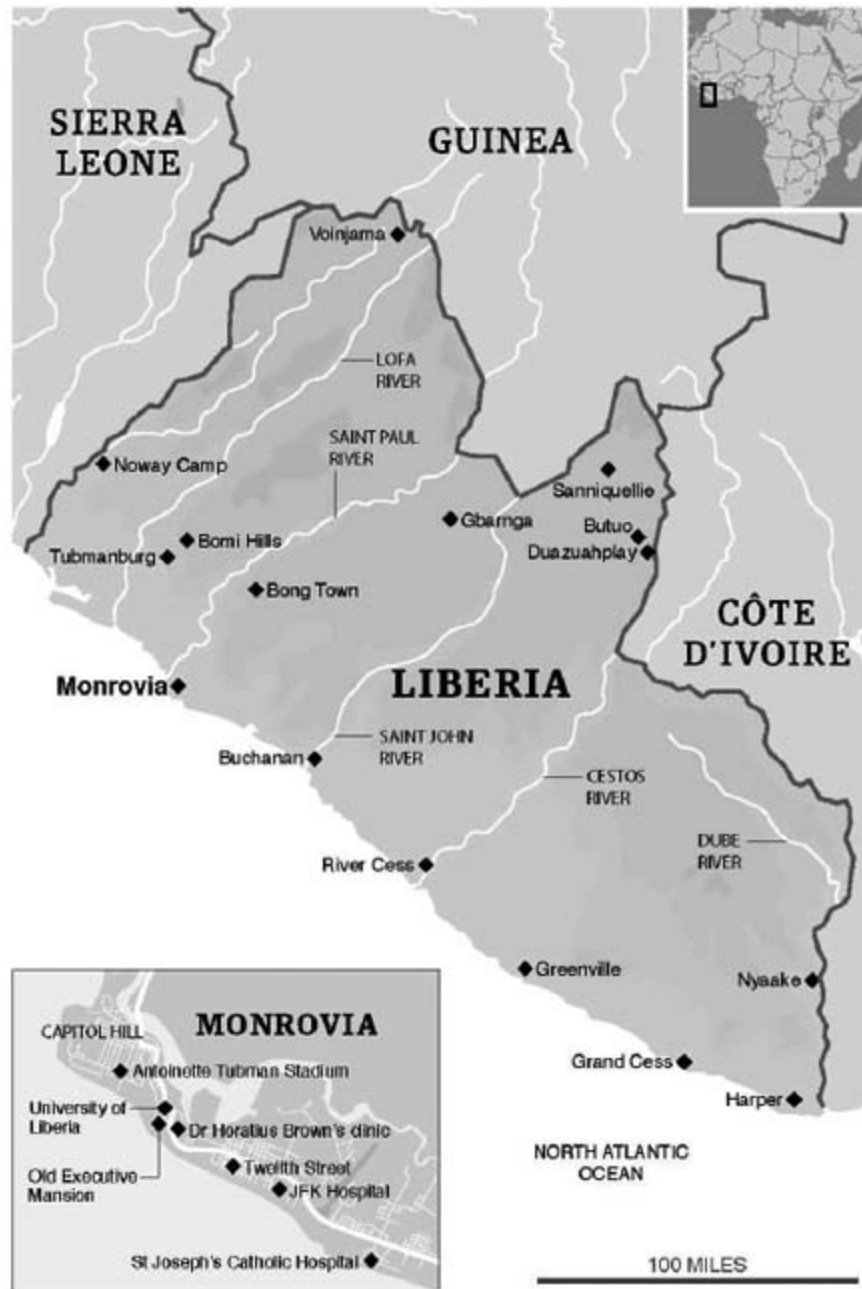 SIERRA
LEONE
GUINEA
Voinjama
LOFA
RIVER
SAINT PAUL
RIVER
Noway Camp
Sanniquellie
Gbarnga
Butuo
Bomi Hills
Tubmanburg
Duazuahplay
Bong Town
CÔTE
D'IVOIRE
Monrovia
LIBERIA
SAINT JOHN
RIVER
Buchanan
CESTOS
RIVER
DUBE
RIVER
River Cess
Greenville
Nyaake
Grand Cess
Harper
NORTH ATLANTIC
OCEAN
100 MILES
MONROVIA
CAPITOL HILL
Antoinette Tubman Stadium
University of
Liberia
Dr Horatius Brown's clinic
Old Executive
Mansion
Twelfth Street
JFK Hospital
St Joseph's Catholic Hospital